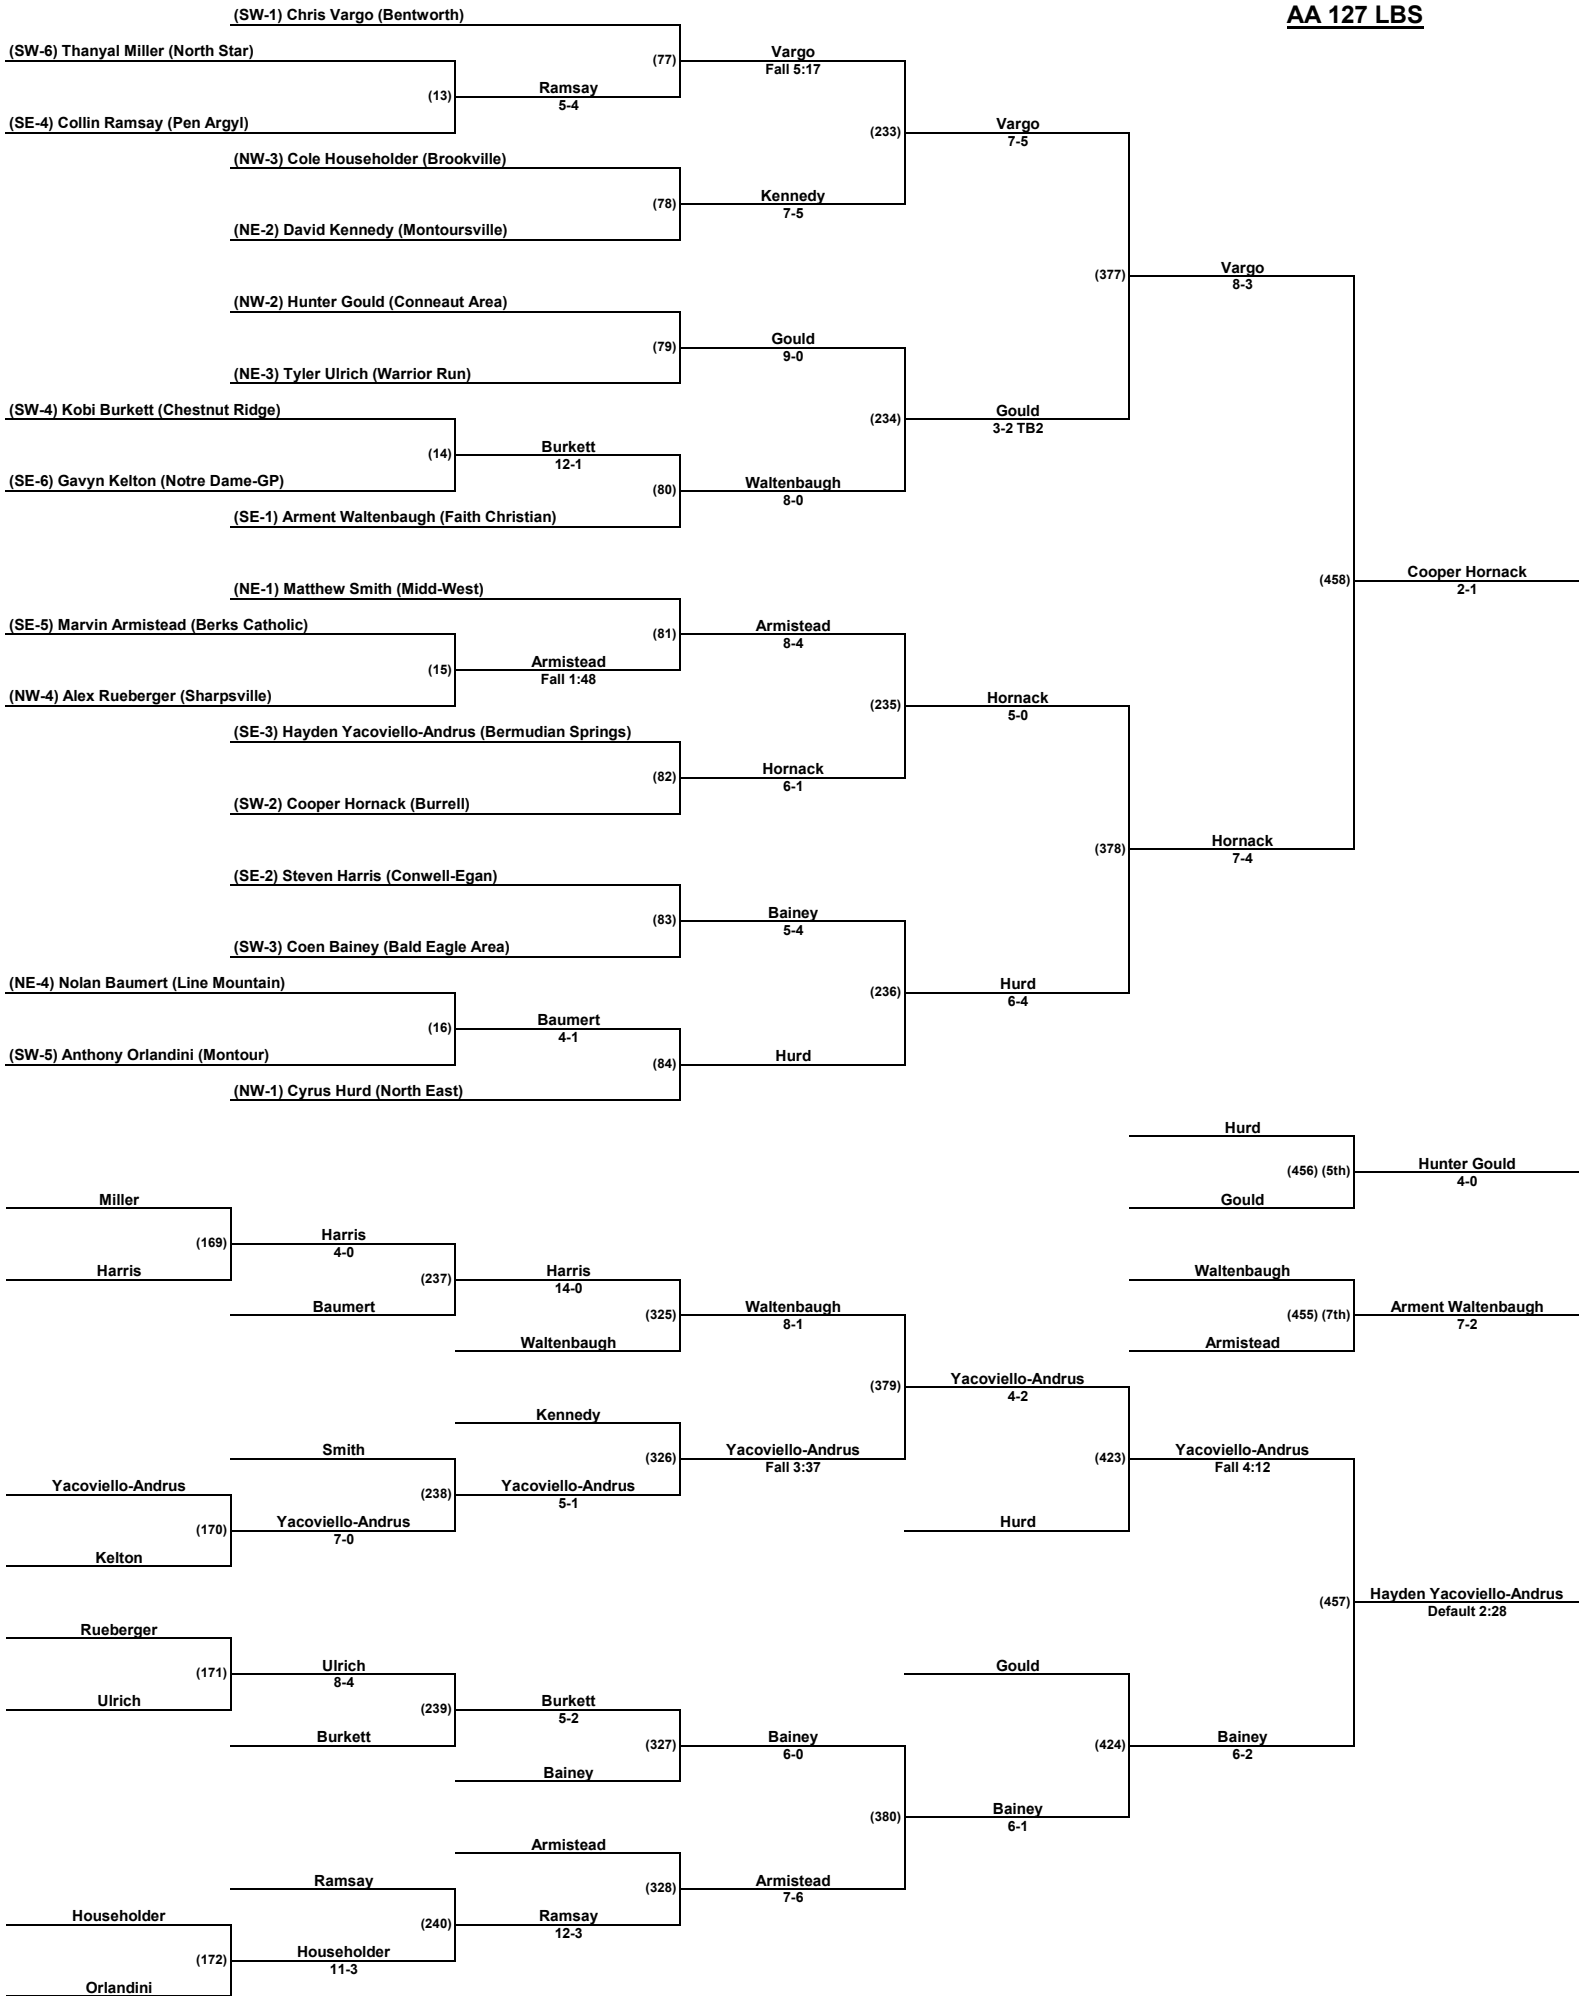 AA 127 LBS
(SW-1) Chris Vargo (Bentworth)
(SW-6) Thanyal Miller (North Star)
(77)
Vargo
Fall 5:17
(13)
Ramsay
5-4
(SE-4) Collin Ramsay (Pen Argyl)
(233)
Vargo
7-5
(NW-3) Cole Householder (Brookville)
(78)
Kennedy
7-5
(NE-2) David Kennedy (Montoursville)
(377)
Vargo
8-3
(NW-2) Hunter Gould (Conneaut Area)
(79)
Gould
9-0
(NE-3) Tyler Ulrich (Warrior Run)
(SW-4) Kobi Burkett (Chestnut Ridge)
(234)
Gould
3-2 TB2
(14)
Burkett
12-1
(SE-6) Gavyn Kelton (Notre Dame-GP)
(80)
Waltenbaugh
8-0
(SE-1) Arment Waltenbaugh (Faith Christian)
(458)
Cooper Hornack
2-1
(NE-1) Matthew Smith (Midd-West)
(SE-5) Marvin Armistead (Berks Catholic)
(81)
Armistead
8-4
(15)
Armistead
Fall 1:48
(NW-4) Alex Rueberger (Sharpsville)
(235)
Hornack
5-0
(SE-3) Hayden Yacoviello-Andrus (Bermudian Springs)
(82)
Hornack
6-1
(SW-2) Cooper Hornack (Burrell)
(378)
Hornack
7-4
(SE-2) Steven Harris (Conwell-Egan)
(83)
Bainey
5-4
(SW-3) Coen Bainey (Bald Eagle Area)
(NE-4) Nolan Baumert (Line Mountain)
(236)
Hurd
6-4
(16)
Baumert
4-1
(SW-5) Anthony Orlandini (Montour)
(84)
Hurd
(NW-1) Cyrus Hurd (North East)
Hurd
(456) (5th)
Hunter Gould
4-0
Gould
Miller
(169)
Harris
4-0
Harris
(237)
Harris
14-0
Baumert
Waltenbaugh
(455) (7th)
Arment Waltenbaugh
7-2
Armistead
(325)
Waltenbaugh
8-1
Waltenbaugh
(379)
Yacoviello-Andrus
4-2
Kennedy
Smith
(326)
Yacoviello-Andrus
Fall 3:37
(423)
Yacoviello-Andrus
Fall 4:12
Yacoviello-Andrus
(238)
Yacoviello-Andrus
5-1
(170)
Yacoviello-Andrus
7-0
Hurd
Kelton
(457)
Hayden Yacoviello-Andrus
Default 2:28
Rueberger
(171)
Ulrich
8-4
Gould
Ulrich
(239)
Burkett
5-2
Burkett
(327)
Bainey
6-0
(424)
Bainey
6-2
Bainey
(380)
Bainey
6-1
Armistead
Ramsay
(328)
Armistead
7-6
Householder
(240)
Ramsay
12-3
(172)
Householder
11-3
Orlandini